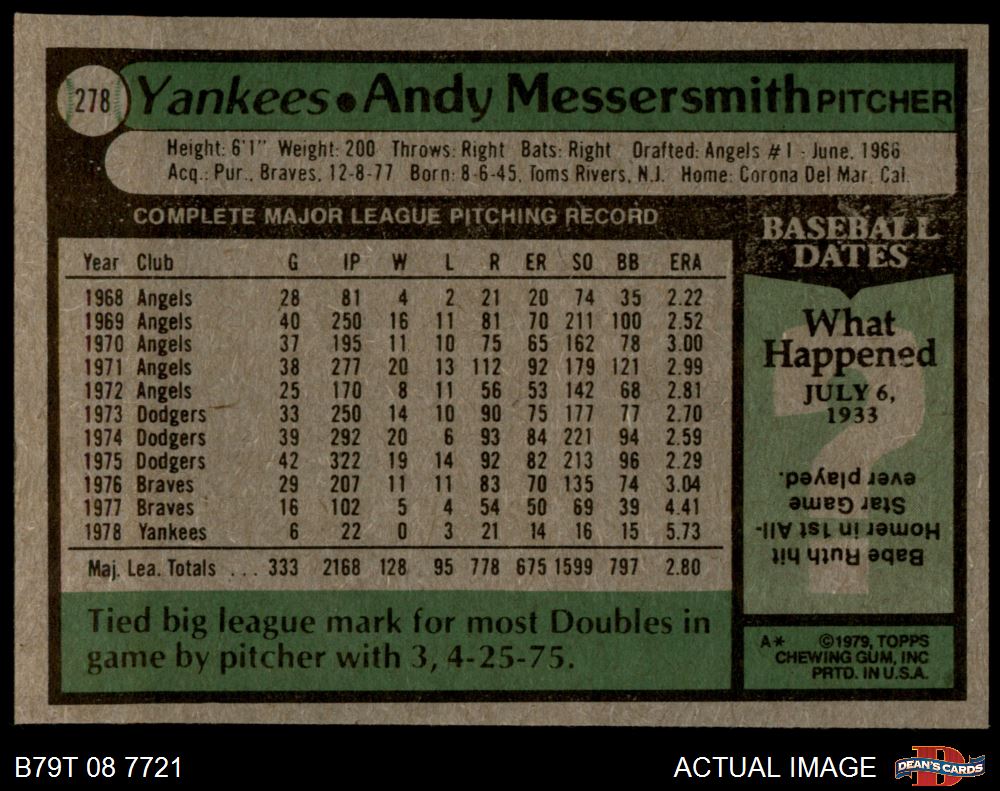 278 Yankees • Andy Messersmith PITCHER
Height: 6'1" Weight: 200 Throws: Right Bats: Right Drafted: Angels #1 - June, 1966
Acq.: Pur., Braves, 12-8-77 Born: 8-6-45, Toms Rivers, N.J. Home: Corona Del Mar, Cal.
COMPLETE MAJOR LEAGUE PITCHING RECORD
Year Club G IP W L R ER SO BB ERA
1968 Angels 28 81 4 2 21 20 74 35 2.22
1969 Angels 40 250 16 11 81 70 211 100 2.52
1970 Angels 37 195 11 10 75 65 162 78 3.00
1971 Angels 38 277 20 13 112 92 179 121 2.99
1972 Angels 25 170 8 11 56 53 142 68 2.81
1973 Dodgers 33 250 14 10 90 75 177 77 2.70
1974 Dodgers 39 292 20 6 93 84 221 94 2.59
1975 Dodgers 42 322 19 14 92 82 213 96 2.29
1976 Braves 29 207 11 11 83 70 135 74 3.04
1977 Braves 16 102 5 4 54 50 69 39 4.41
1978 Yankees 6 22 0 3 21 14 16 15 5.73
Maj. Lea. Totals ... 333 2168 128 95 778 675 1599 797 2.80
Tied big league mark for most Doubles in
game by pitcher with 3, 4-25-75.
BASEBALL
DATES
What
Happened
JULY 6,
1933
Babe Ruth hit
Homer in 1st All-
Star Game
ever played.
A* ©1979, TOPPS
CHEWING GUM, INC
PRTD. IN U.S.A.
B79T 08 7721
ACTUAL IMAGE
DEAN'S CARDS